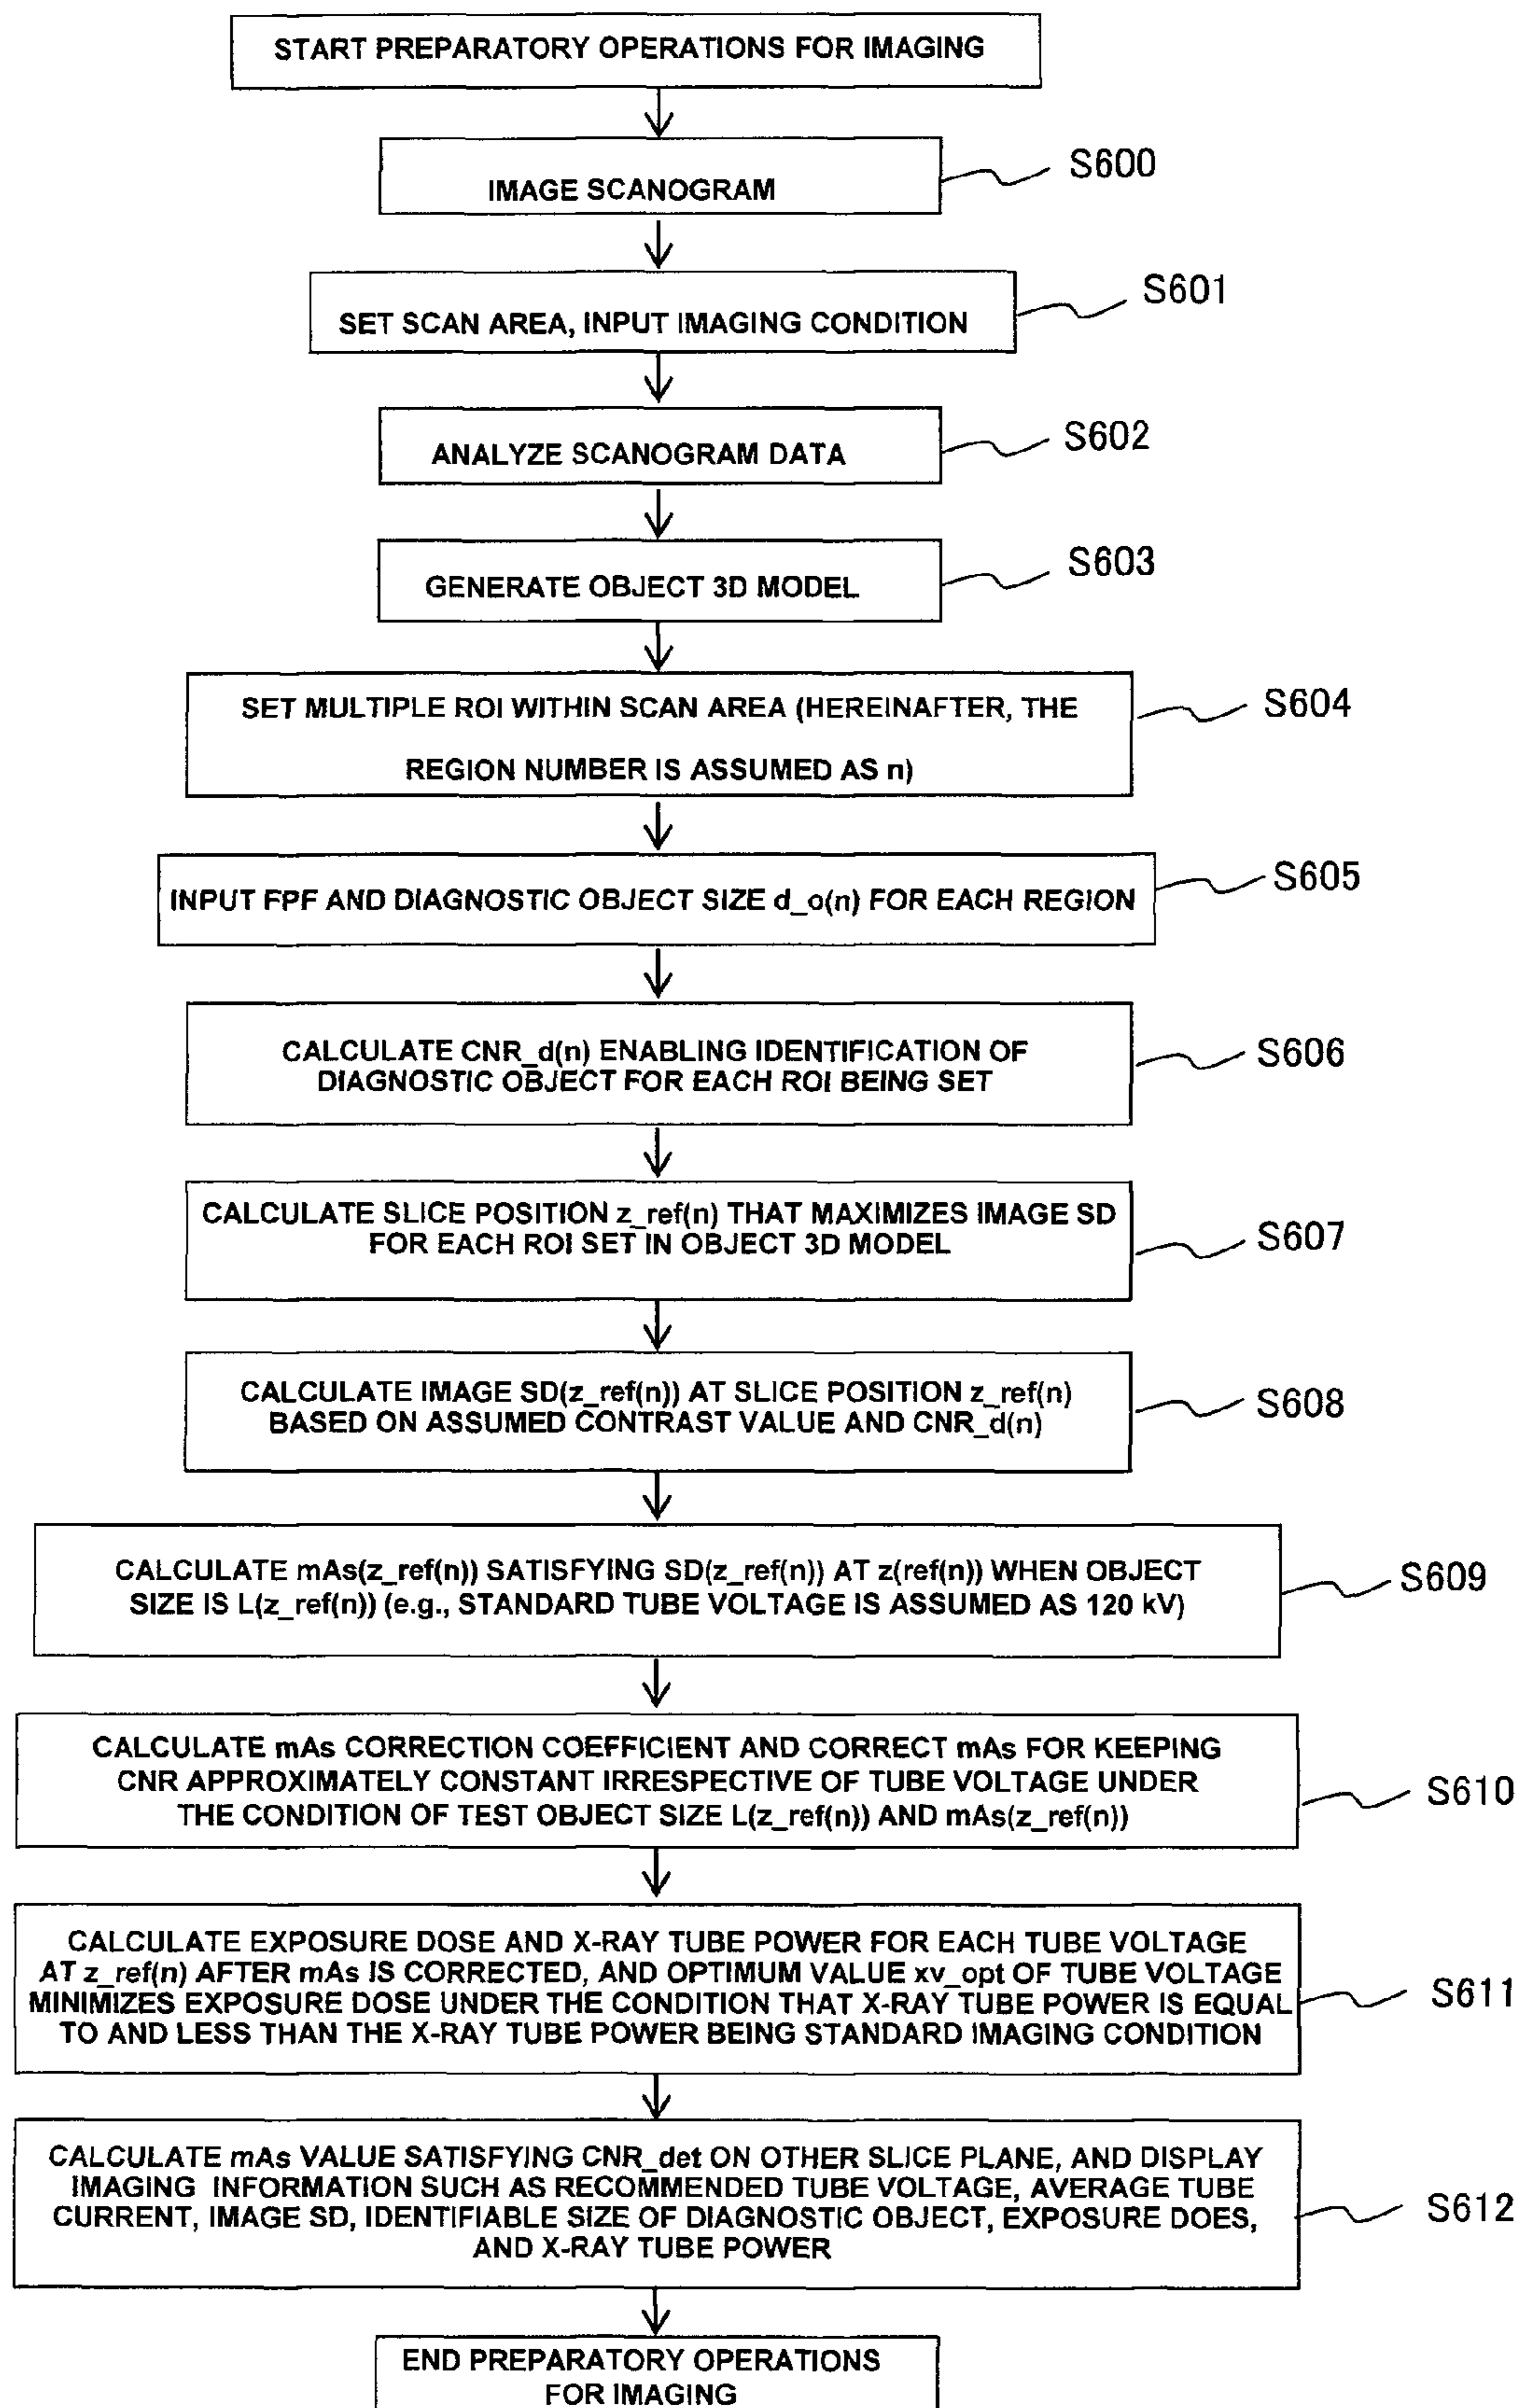 START PREPARATORY OPERATIONS FOR IMAGING
IMAGE SCANOGRAM
S600
SET SCAN AREA, INPUT IMAGING CONDITION
S601
ANALYZE SCANOGRAM DATA
S602
GENERATE OBJECT 3D MODEL
S603
SET MULTIPLE ROI WITHIN SCAN AREA (HEREINAFTER, THE
REGION NUMBER IS ASSUMED AS n)
S604
INPUT FPF AND DIAGNOSTIC OBJECT SIZE d_o(n) FOR EACH REGION
S605
CALCULATE CNR_d(n) ENABLING IDENTIFICATION OF
DIAGNOSTIC OBJECT FOR EACH ROI BEING SET
S606
CALCULATE SLICE POSITION z_ref(n) THAT MAXIMIZES IMAGE SD
FOR EACH ROI SET IN OBJECT 3D MODEL
S607
CALCULATE IMAGE SD(z_ref(n)) AT SLICE POSITION z_ref(n)
BASED ON ASSUMED CONTRAST VALUE AND CNR_d(n)
S608
CALCULATE mAs(z_ref(n)) SATISFYING SD(z_ref(n)) AT z(ref(n)) WHEN OBJECT
SIZE IS L(z_ref(n)) (e.g., STANDARD TUBE VOLTAGE IS ASSUMED AS 120 kV)
S609
CALCULATE mAs CORRECTION COEFFICIENT AND CORRECT mAs FOR KEEPING
CNR APPROXIMATELY CONSTANT IRRESPECTIVE OF TUBE VOLTAGE UNDER
THE CONDITION OF TEST OBJECT SIZE L(z_ref(n)) AND mAs(z_ref(n))
S610
CALCULATE EXPOSURE DOSE AND X-RAY TUBE POWER FOR EACH TUBE VOLTAGE
AT z_ref(n) AFTER mAs IS CORRECTED, AND OPTIMUM VALUE xv_opt OF TUBE VOLTAGE
MINIMIZES EXPOSURE DOSE UNDER THE CONDITION THAT X-RAY TUBE POWER IS EQUAL
TO AND LESS THAN THE X-RAY TUBE POWER BEING STANDARD IMAGING CONDITION
S611
CALCULATE mAs VALUE SATISFYING CNR_det ON OTHER SLICE PLANE, AND DISPLAY
IMAGING INFORMATION SUCH AS RECOMMENDED TUBE VOLTAGE, AVERAGE TUBE
CURRENT, IMAGE SD, IDENTIFIABLE SIZE OF DIAGNOSTIC OBJECT, EXPOSURE DOES,
AND X-RAY TUBE POWER
S612
END PREPARATORY OPERATIONS
FOR IMAGING